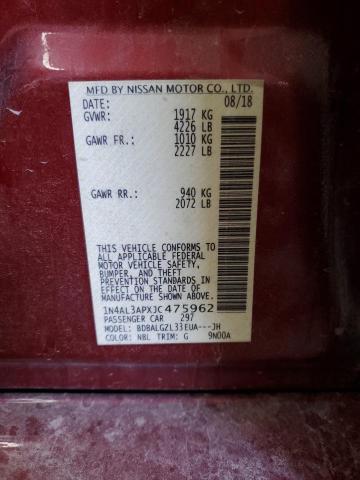 MFD BY NISSAN MOTOR CO., LTD.
DATE: 08/18
GVWR: 1917 KG
4226 LB
GAWR FR.: 1010 KG
2227 LB
GAWR RR.: 940 KG
2072 LB
THIS VEHICLE CONFORMS TO
ALL APPLICABLE FEDERAL
MOTOR VEHICLE SAFETY,
BUMPER, AND THEFT
PREVENTION STANDARDS IN
EFFECT ON THE DATE OF
MANUFACTURE SHOWN ABOVE.
1N4AL3APXJC475962
PASSENGER CAR 297
MODEL: BDBALGZL33EUA---JH
COLOR: NBL TRIM: G 9N00A